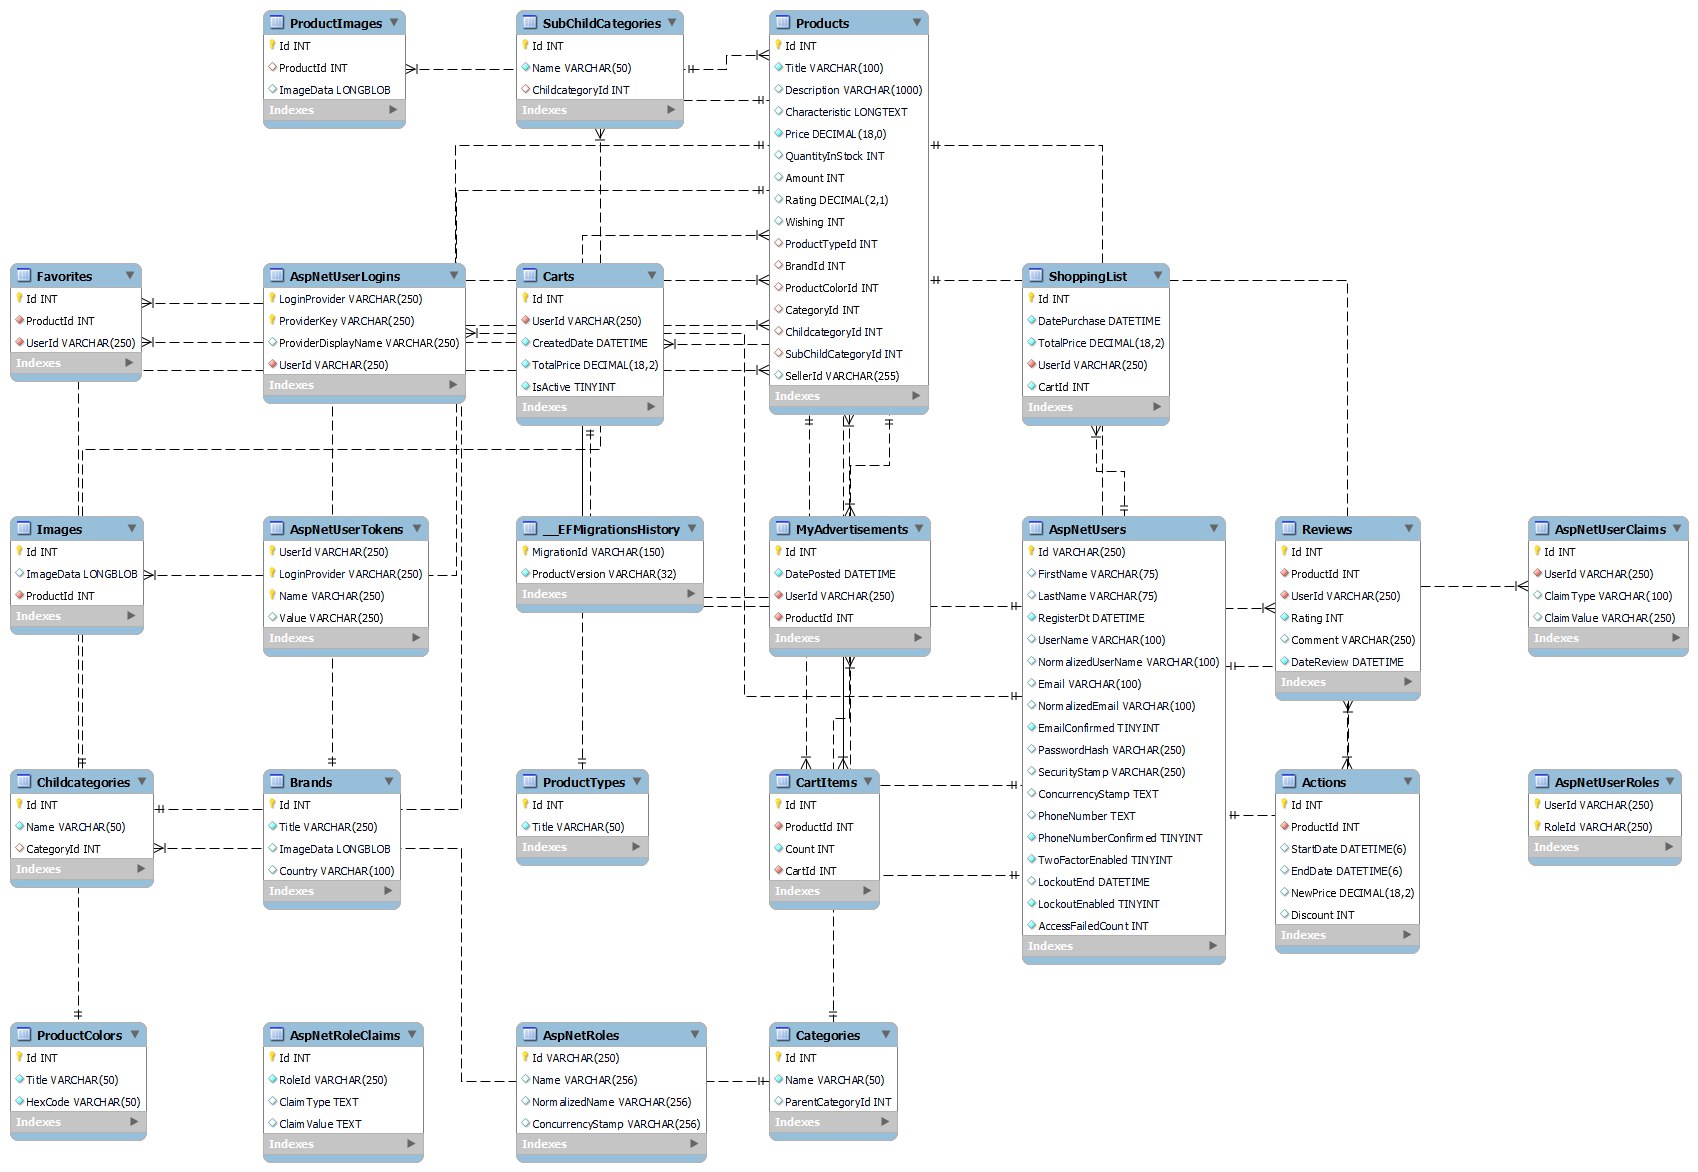 ProductImages
Id INT
ProductId INT
ImageData LONGBLOB
Indexes
SubChildCategories
Id INT
Name VARCHAR(50)
ChildcategoryId INT
Indexes
Products
Id INT
Title VARCHAR(100)
Description VARCHAR(1000)
Characteristic LONGTEXT
Price DECIMAL(18,0)
QuantityInStock INT
Amount INT
Rating DECIMAL(2,1)
Wishing INT
ProductTypeId INT
BrandId INT
ProductColorId INT
CategoryId INT
ChildcategoryId INT
SubChildCategoryId INT
SellerId VARCHAR(255)
Indexes
Favorites
Id INT
ProductId INT
UserId VARCHAR(250)
Indexes
AspNetUserLogins
LoginProvider VARCHAR(250)
ProviderKey VARCHAR(250)
ProviderDisplayName VARCHAR(250)
UserId VARCHAR(250)
Indexes
Carts
Id INT
UserId VARCHAR(250)
CreatedDate DATETIME
TotalPrice DECIMAL(18,2)
IsActive TINYINT
Indexes
ShoppingList
Id INT
DatePurchase DATETIME
TotalPrice DECIMAL(18,2)
UserId VARCHAR(250)
CartId INT
Indexes
Images
Id INT
ImageData LONGBLOB
ProductId INT
Indexes
AspNetUserTokens
UserId VARCHAR(250)
LoginProvider VARCHAR(250)
Name VARCHAR(250)
Value VARCHAR(250)
Indexes
__EFMigrationsHistory
MigrationId VARCHAR(150)
ProductVersion VARCHAR(32)
Indexes
MyAdvertisements
Id INT
DatePosted DATETIME
UserId VARCHAR(250)
ProductId INT
Indexes
AspNetUsers
Id VARCHAR(250)
FirstName VARCHAR(75)
LastName VARCHAR(75)
RegisterDt DATETIME
UserName VARCHAR(100)
NormalizedUserName VARCHAR(100)
Email VARCHAR(100)
NormalizedEmail VARCHAR(100)
EmailConfirmed TINYINT
PasswordHash VARCHAR(250)
SecurityStamp VARCHAR(250)
ConcurrencyStamp TEXT
PhoneNumber TEXT
PhoneNumberConfirmed TINYINT
TwoFactorEnabled TINYINT
LockoutEnd DATETIME
LockoutEnabled TINYINT
AccessFailedCount INT
Indexes
Reviews
Id INT
ProductId INT
UserId VARCHAR(250)
Rating INT
Comment VARCHAR(250)
DateReview DATETIME
Indexes
AspNetUserClaims
Id INT
UserId VARCHAR(250)
ClaimType VARCHAR(100)
ClaimValue VARCHAR(250)
Indexes
Childcategories
Id INT
Name VARCHAR(50)
CategoryId INT
Indexes
Brands
Id INT
Title VARCHAR(250)
ImageData LONGBLOB
Country VARCHAR(100)
Indexes
ProductTypes
Id INT
Title VARCHAR(50)
Indexes
CartItems
Id INT
ProductId INT
Count INT
CartId INT
Indexes
Actions
Id INT
ProductId INT
StartDate DATETIME(6)
EndDate DATETIME(6)
NewPrice DECIMAL(18,2)
Discount INT
Indexes
AspNetUserRoles
UserId VARCHAR(250)
RoleId VARCHAR(250)
Indexes
ProductColors
Id INT
Title VARCHAR(50)
HexCode VARCHAR(50)
Indexes
AspNetRoleClaims
Id INT
RoleId VARCHAR(250)
ClaimType TEXT
ClaimValue TEXT
Indexes
AspNetRoles
Id VARCHAR(250)
Name VARCHAR(256)
NormalizedName VARCHAR(256)
ConcurrencyStamp VARCHAR(256)
Indexes
Categories
Id INT
Name VARCHAR(50)
ParentCategoryId INT
Indexes